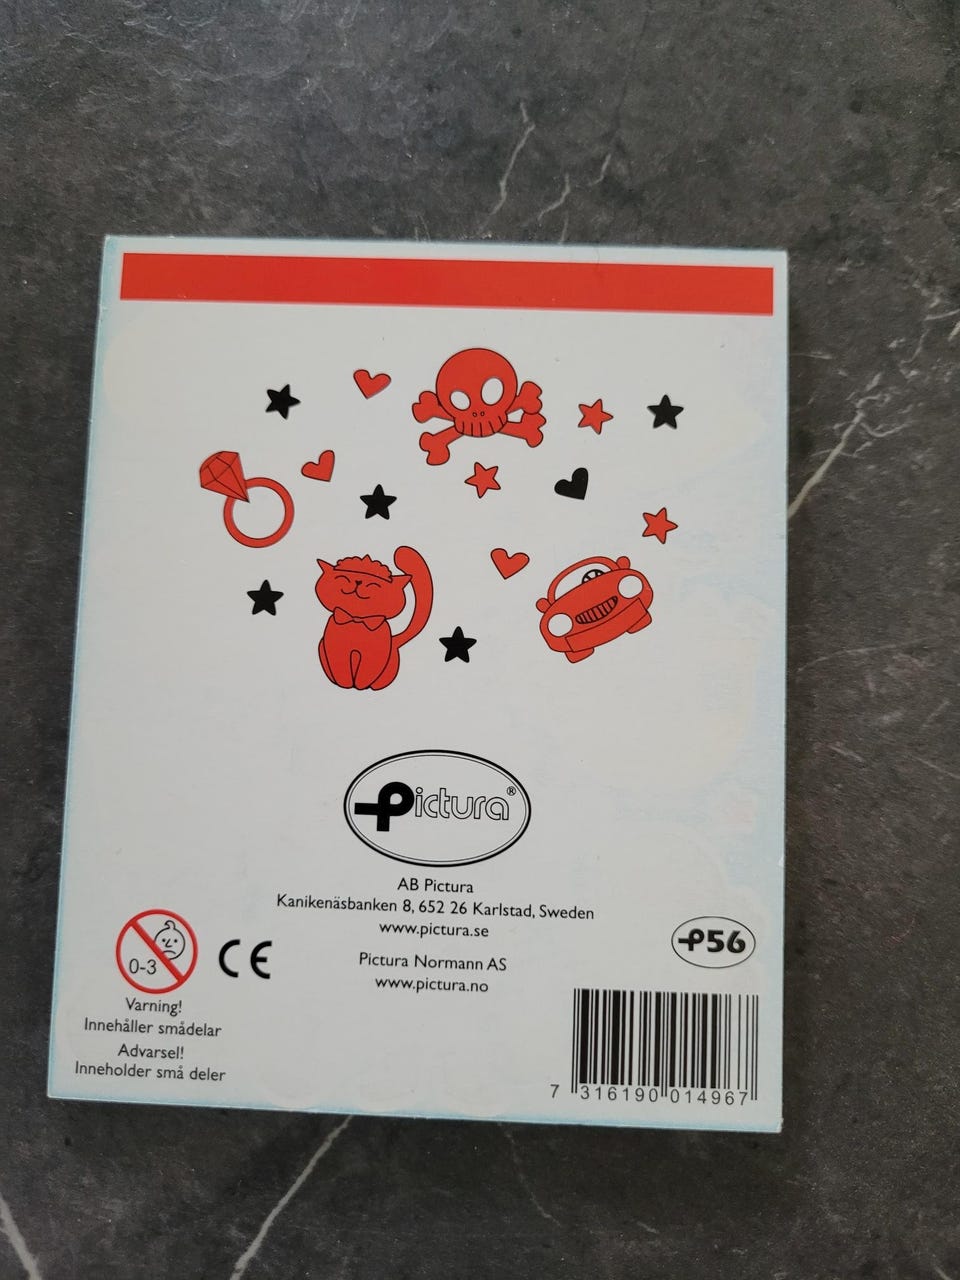 Pictura®
AB Pictura
Kanikenäsbanken 8, 652 26 Karlstad, Sweden
www.pictura.se
Pictura Normann AS
www.pictura.no
P56
0-3
CE
Varning!
Innehåller smådelar
Advarsel!
Inneholder små deler
7 316190 014967